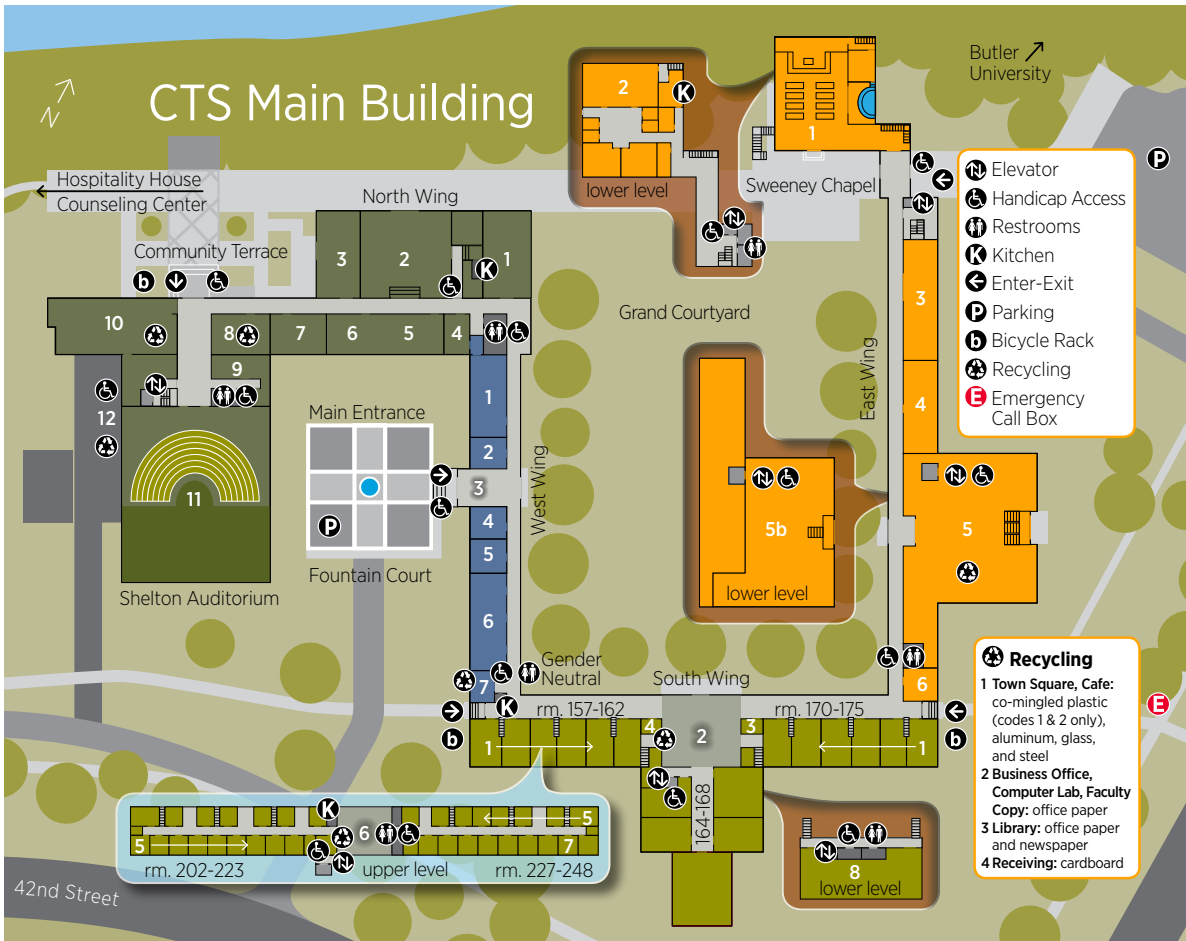 CTS Main Building
N
Butler
University
Hospitality House
Counseling Center
North Wing
Community Terrace
2
K
lower level
1
Sweeney Chapel
P
Elevator
Handicap Access
Restrooms
K Kitchen
Enter-Exit
P Parking
b Bicycle Rack
Recycling
E Emergency
Call Box
3
2
1
K
b
10
8
7
6
5
4
9
12
11
Shelton Auditorium
Main Entrance
P
Fountain Court
1
2
3
4
5
6
7
West Wing
Grand Courtyard
East Wing
3
4
5
6
5b
lower level
Gender
Neutral
South Wing
K
rm. 157-162
rm. 170-175
b
1
4
2
3
1
b
164-168
E
Recycling
1 Town Square, Cafe:
co-mingled plastic
(codes 1 & 2 only),
aluminum, glass,
and steel
2 Business Office,
Computer Lab, Faculty
Copy: office paper
3 Library: office paper
and newspaper
4 Receiving: cardboard
K
5
6
5
7
rm. 202-223
upper level
rm. 227-248
8
lower level
42nd Street